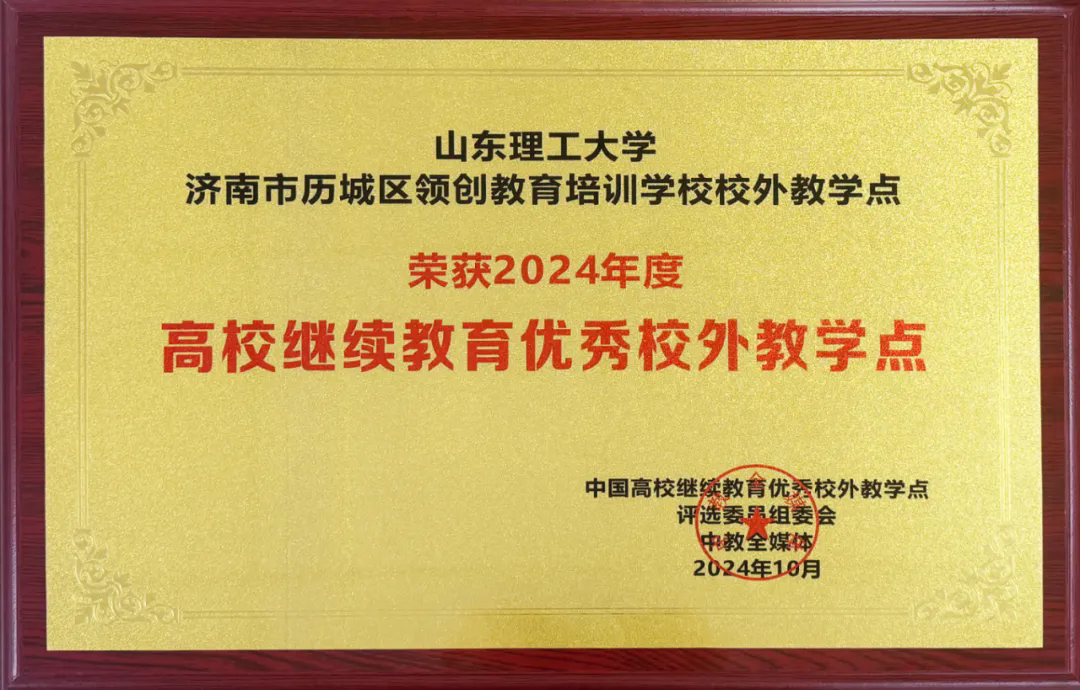 山东理工大学
济南市历城区领创教育培训学校校外教学点
荣获2024年度
高校继续教育优秀校外教学点
中国高校继续教育优秀校外教学点
评选委员组委会
中教全媒体
2024年10月